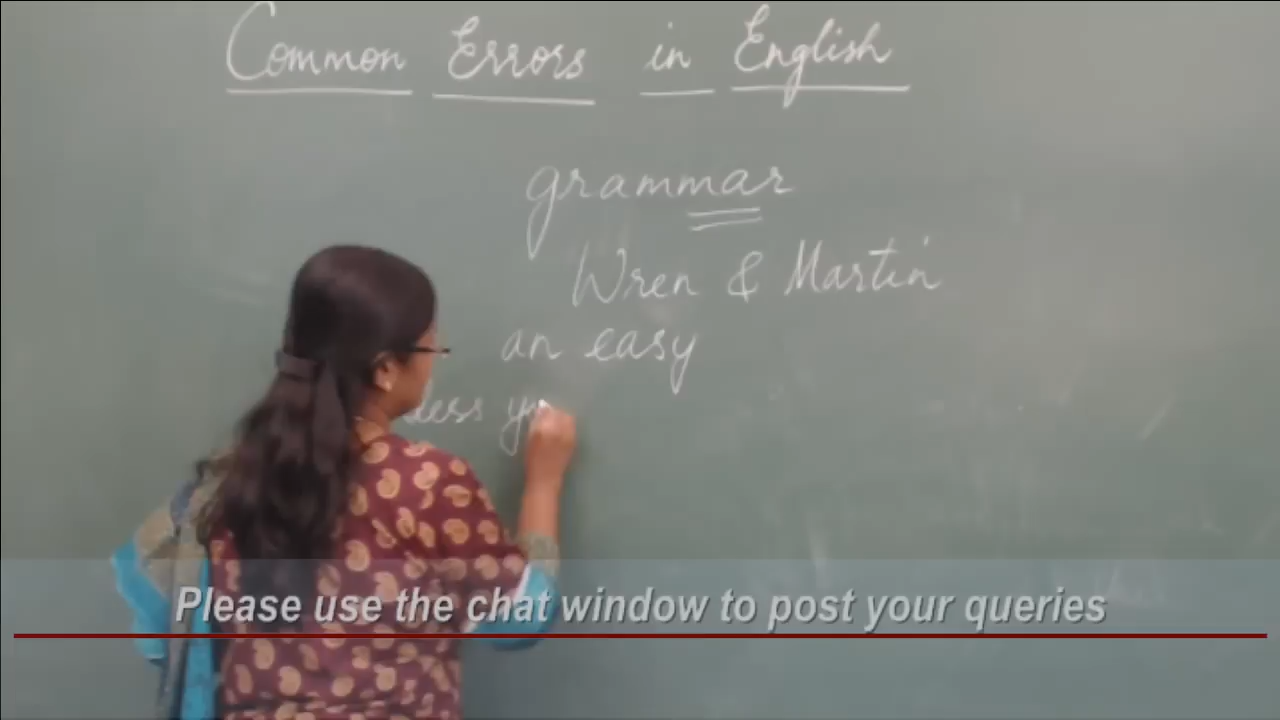 Common Errors in English
grammar
Wren & Martin
an easy
Please use the chat window to post your queries